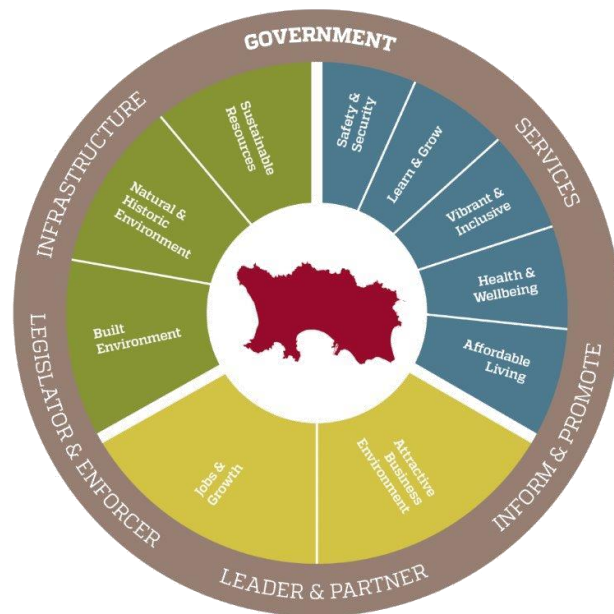 GOVERNMENT
SERVICES
INFORM & PROMOTE
LEADER & PARTNER
LEGISLATOR & ENFORCER
INFRASTRUCTURE
Safety &
Security
Learn & Grow
Vibrant &
Inclusive
Health &
Wellbeing
Affordable
Living
Attractive
Business
Environment
Jobs &
Growth
Built
Environment
Natural &
Historic
Environment
Sustainable
Resources